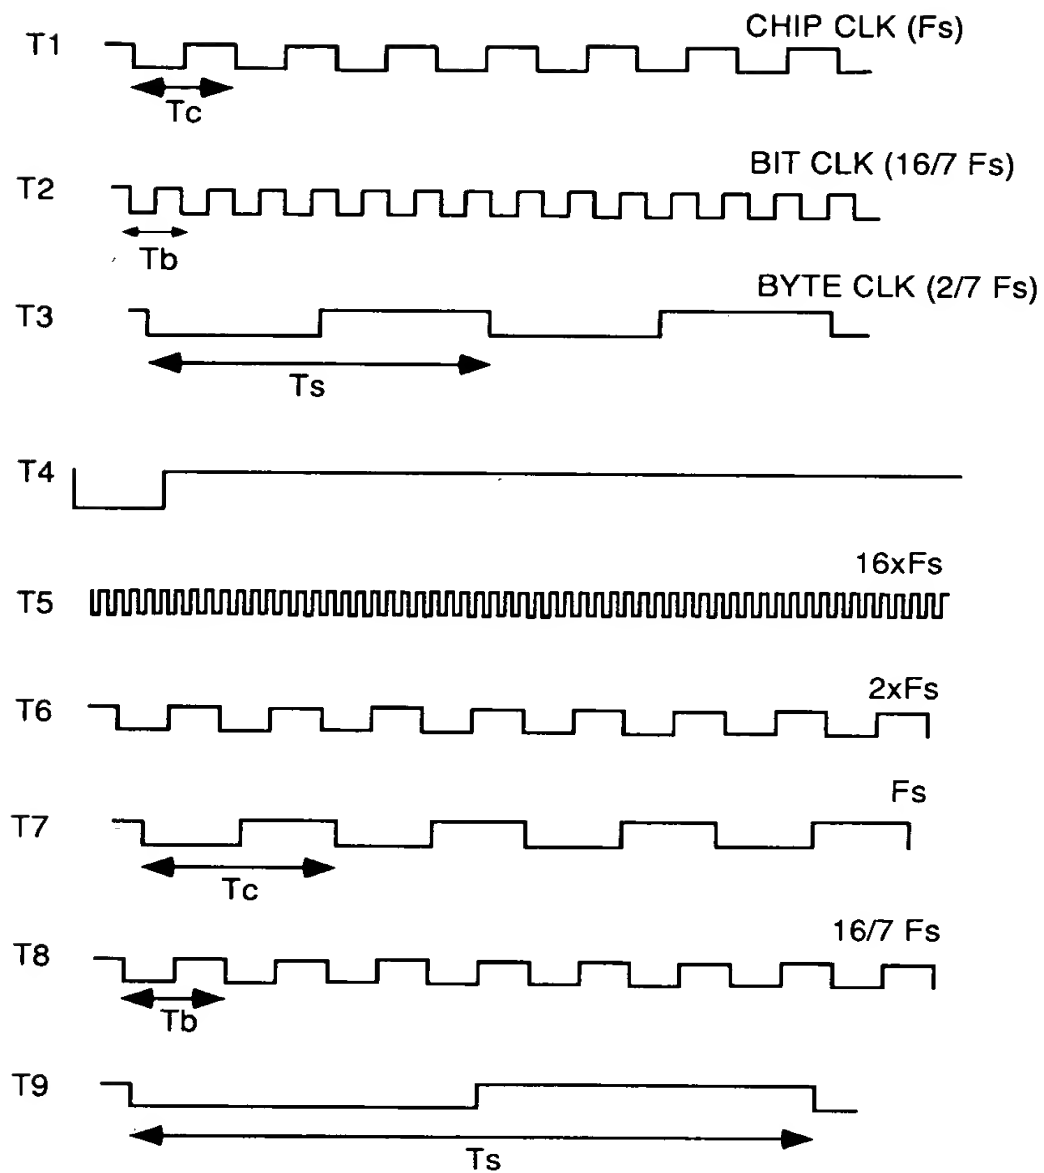 T1 CHIP CLK (Fs)
Tc
T2 BIT CLK (16/7 Fs)
Tb
T3 BYTE CLK (2/7 Fs)
Ts
T4
T5 16xFs
T6 2xFs
T7 Fs
Tc
T8 16/7 Fs
Tb
T9
Ts